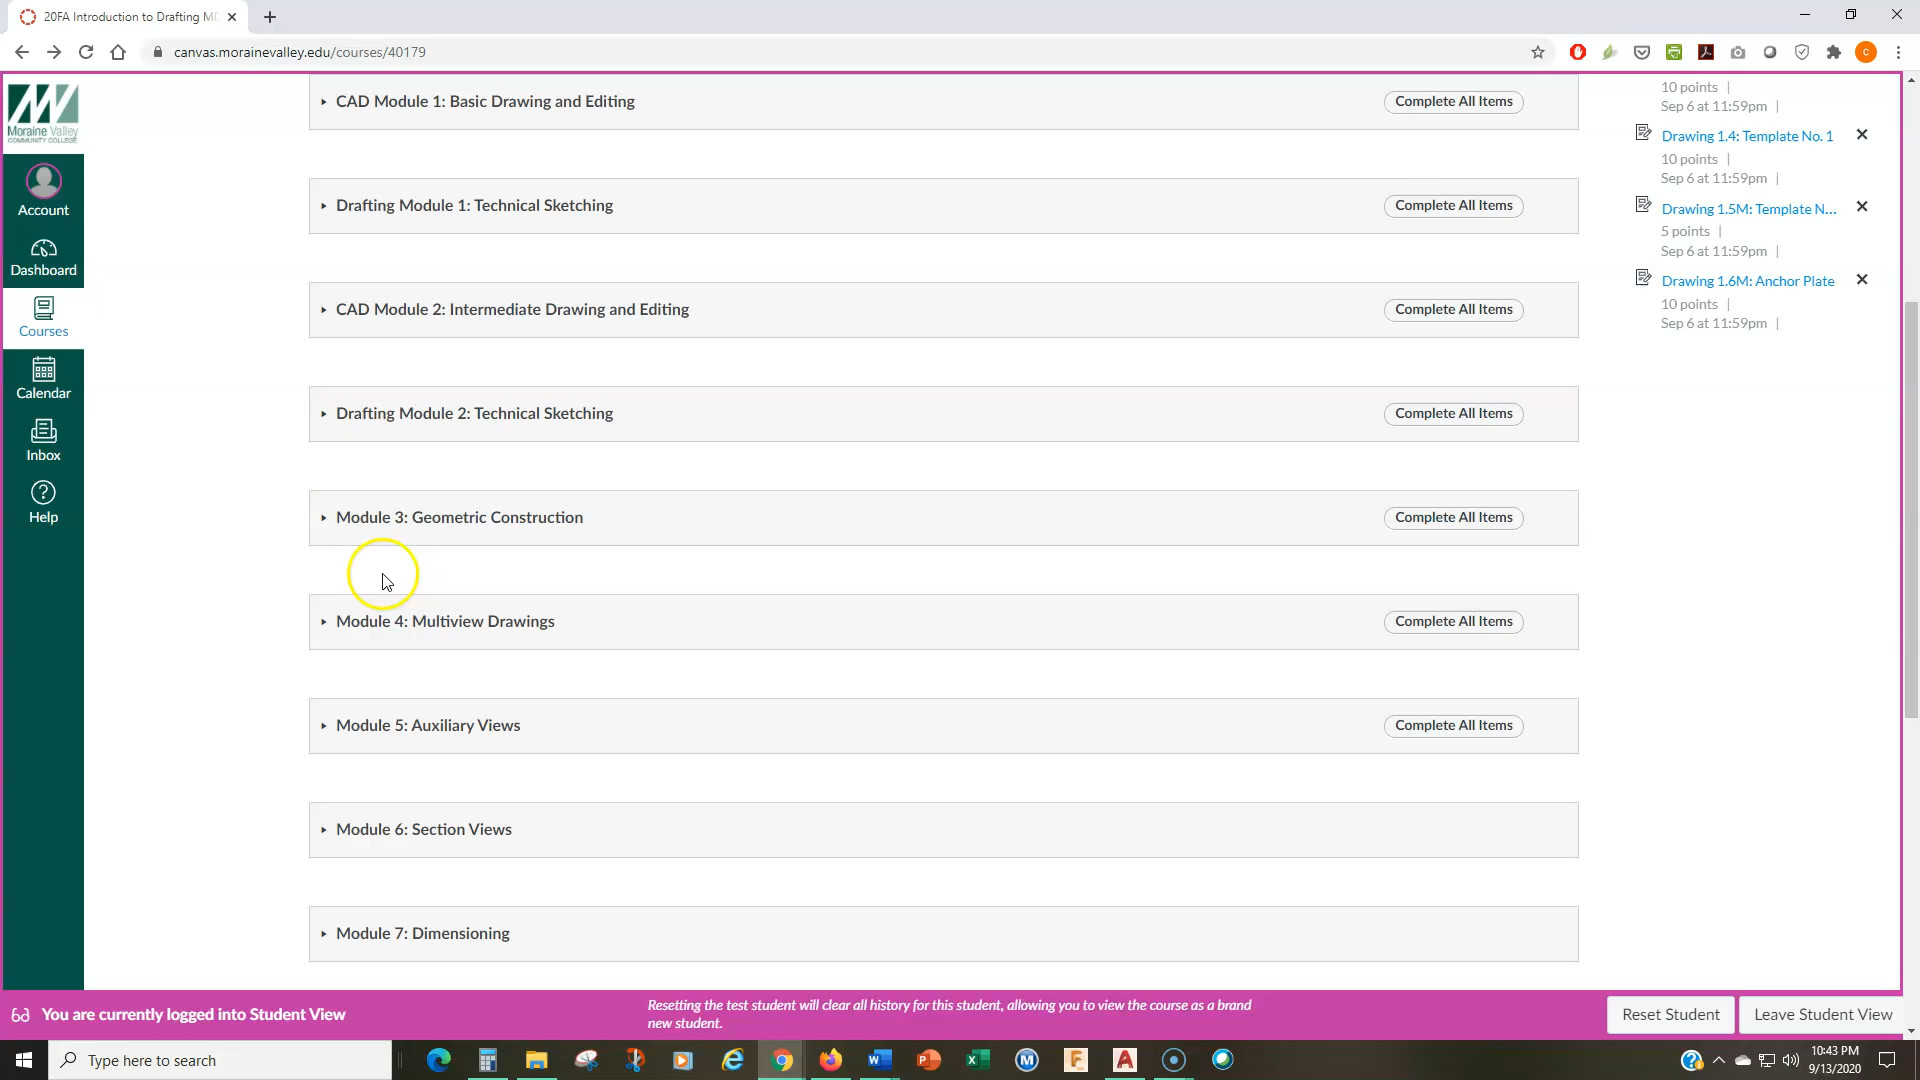 20FA Introduction to Drafting MD
canvas.morainevalley.edu/courses/40179
C
Moraine Valley
COMMUNITY COLLEGE
Account
Dashboard
Courses
Calendar
Inbox
Help
CAD Module 1: Basic Drawing and Editing
Complete All Items
Drafting Module 1: Technical Sketching
Complete All Items
CAD Module 2: Intermediate Drawing and Editing
Complete All Items
Drafting Module 2: Technical Sketching
Complete All Items
Module 3: Geometric Construction
Complete All Items
Module 4: Multiview Drawings
Complete All Items
Module 5: Auxiliary Views
Complete All Items
Module 6: Section Views
Module 7: Dimensioning
10 points |
Sep 6 at 11:59pm |
Drawing 1.4: Template No. 1
10 points |
Sep 6 at 11:59pm |
Drawing 1.5M: Template N...
5 points |
Sep 6 at 11:59pm |
Drawing 1.6M: Anchor Plate
10 points |
Sep 6 at 11:59pm |
You are currently logged into Student View
Resetting the test student will clear all history for this student, allowing you to view the course as a brand
new student.
Reset Student
Leave Student View
Type here to search
10:43 PM
9/13/2020